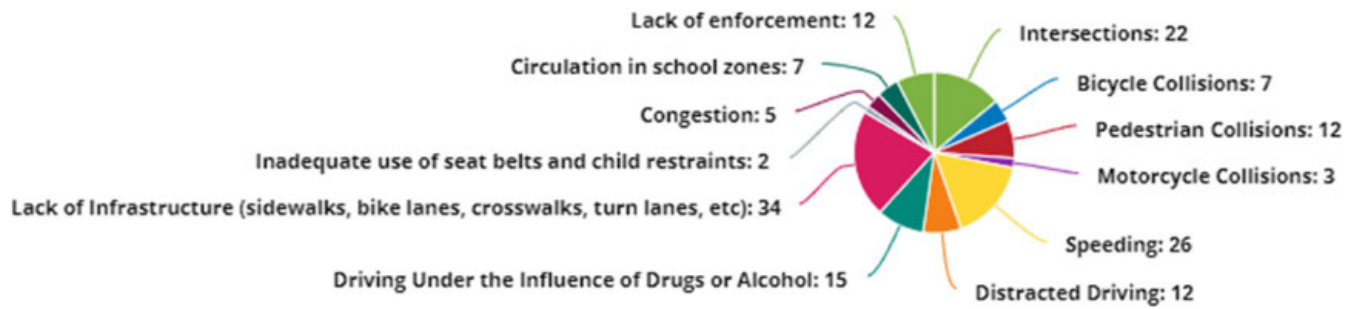 Lack of enforcement: 12
Intersections: 22
Circulation in school zones: 7
Bicycle Collisions: 7
Congestion: 5
Pedestrian Collisions: 12
Inadequate use of seat belts and child restraints: 2
Motorcycle Collisions: 3
Lack of Infrastructure (sidewalks, bike lanes, crosswalks, turn lanes, etc): 34
Speeding: 26
Driving Under the Influence of Drugs or Alcohol: 15
Distracted Driving: 12